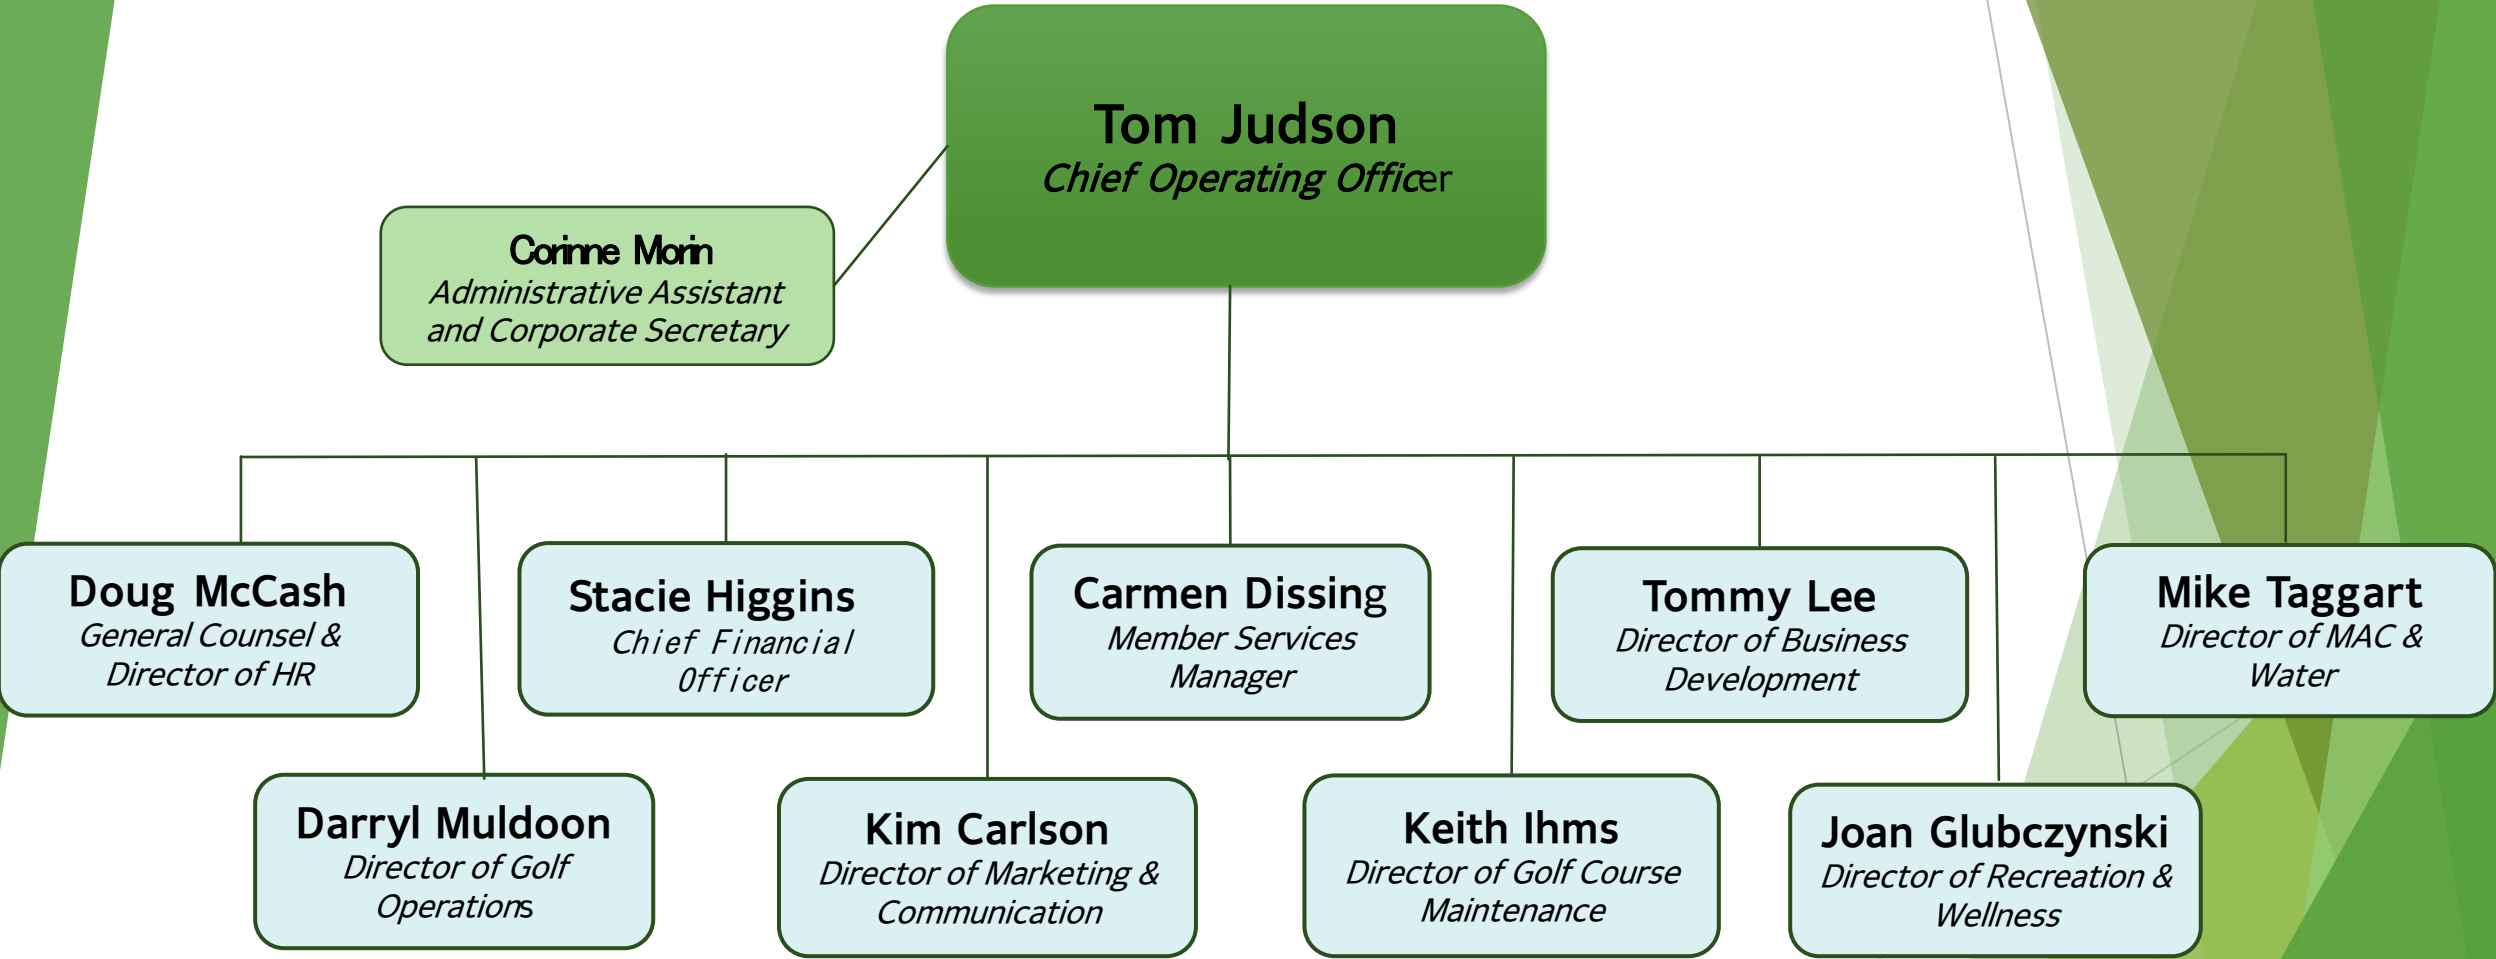 Tom Judson
Chief Operating Officer
Corinne Morin
Administrative Assistant
and Corporate Secretary
Doug McCash
General Counsel &
Director of HR
Stacie Higgins
Chief Financial
Officer
Carmen Dissing
Member Services
Manager
Tommy Lee
Director of Business
Development
Mike Taggart
Director of MAC &
Water
Darryl Muldoon
Director of Golf
Operations
Kim Carlson
Director of Marketing &
Communication
Keith Ihms
Director of Golf Course
Maintenance
Joan Glubczynski
Director of Recreation &
Wellness